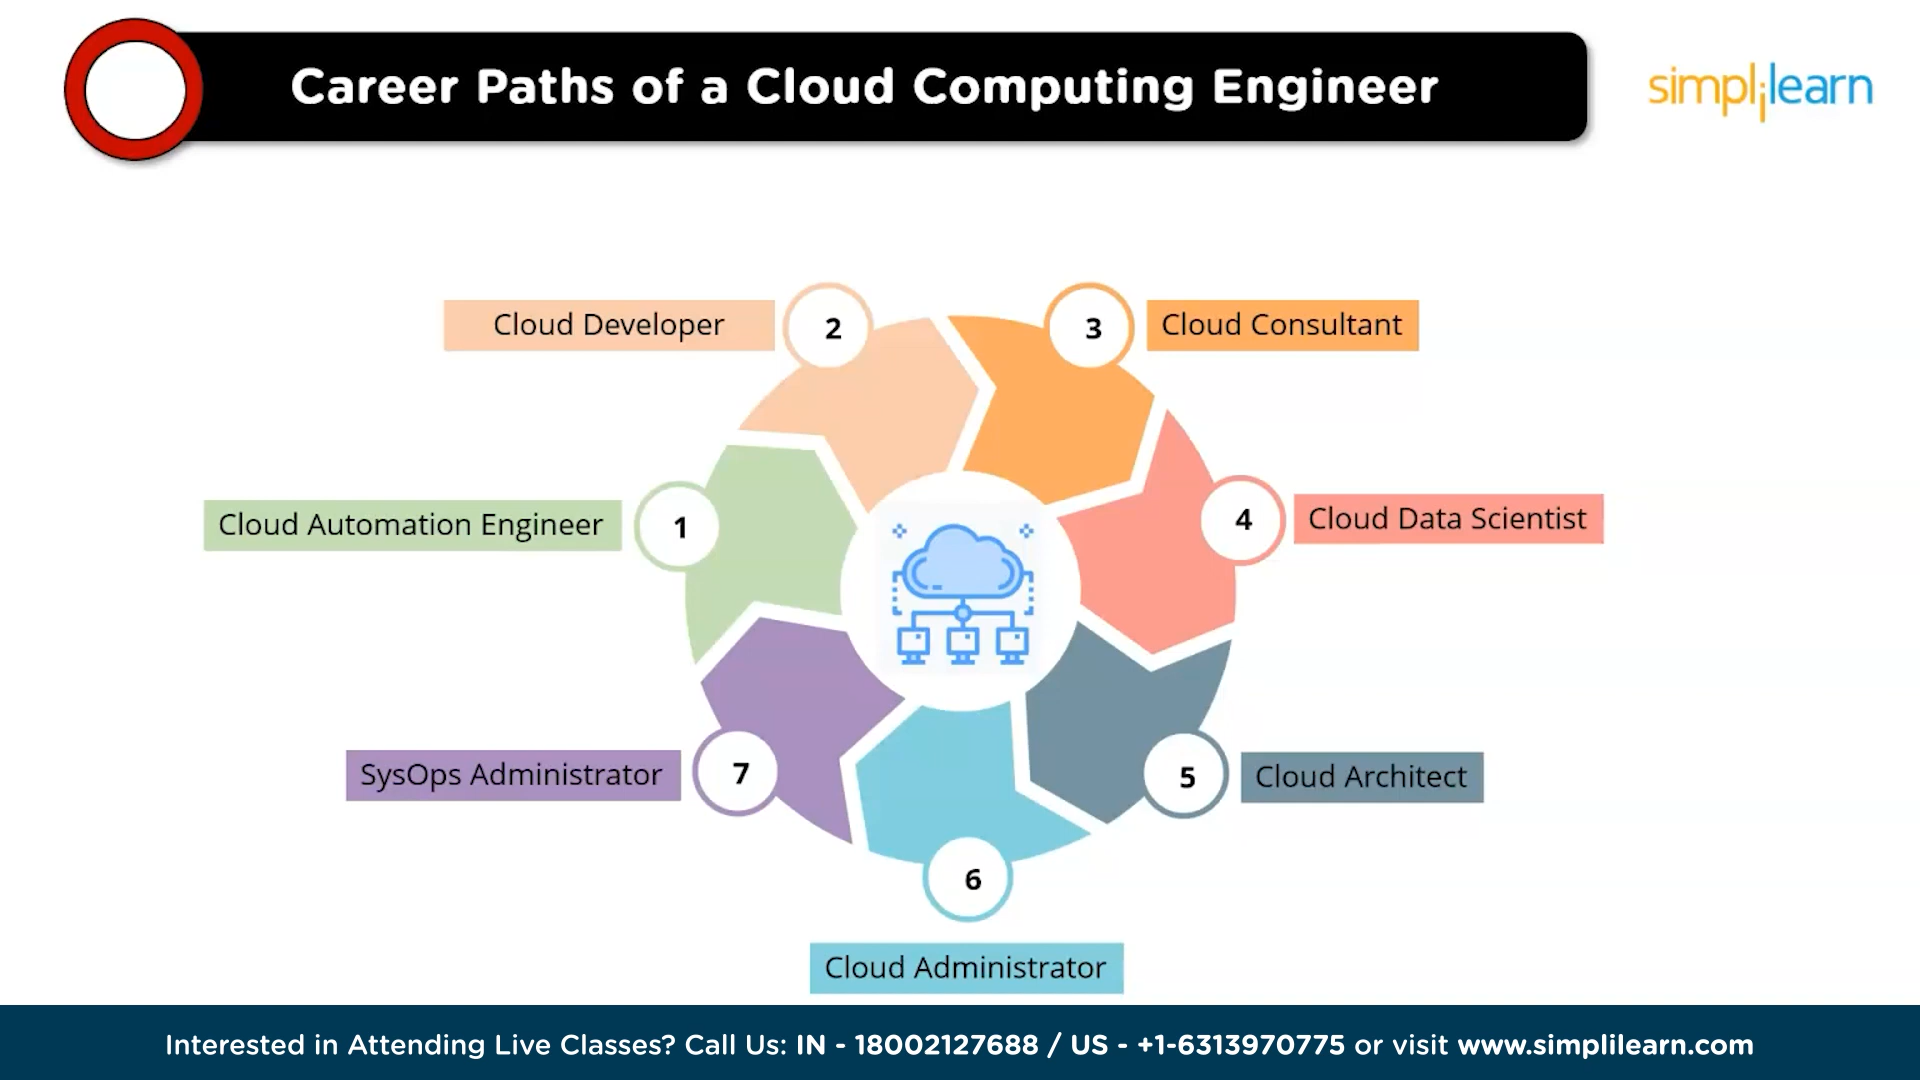 Career Paths of a Cloud Computing Engineer
simplilearn
2
Cloud Developer
3
Cloud Consultant
1
Cloud Automation Engineer
4
Cloud Data Scientist
7
SysOps Administrator
5
Cloud Architect
6
Cloud Administrator
Interested in Attending Live Classes? Call Us: IN - 18002127688 / US - +1-6313970775 or visit www.simplilearn.com